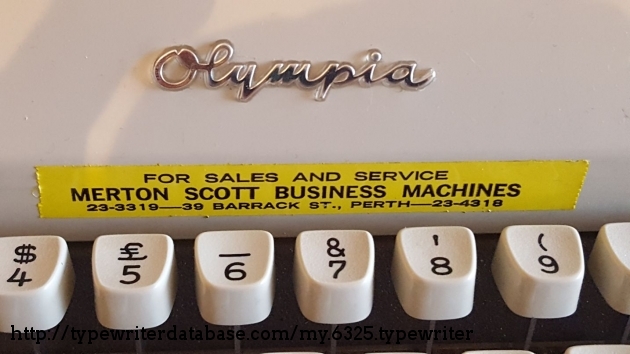 Olympia
FOR SALES AND SERVICE
MERTON SCOTT BUSINESS MACHINES
23-3319—39 BARRACK ST., PERTH—23-4318
$ £ _ & ' (
4 5 6 7 8 9
http://typewriterdatabase.com/my.6325.typewriter